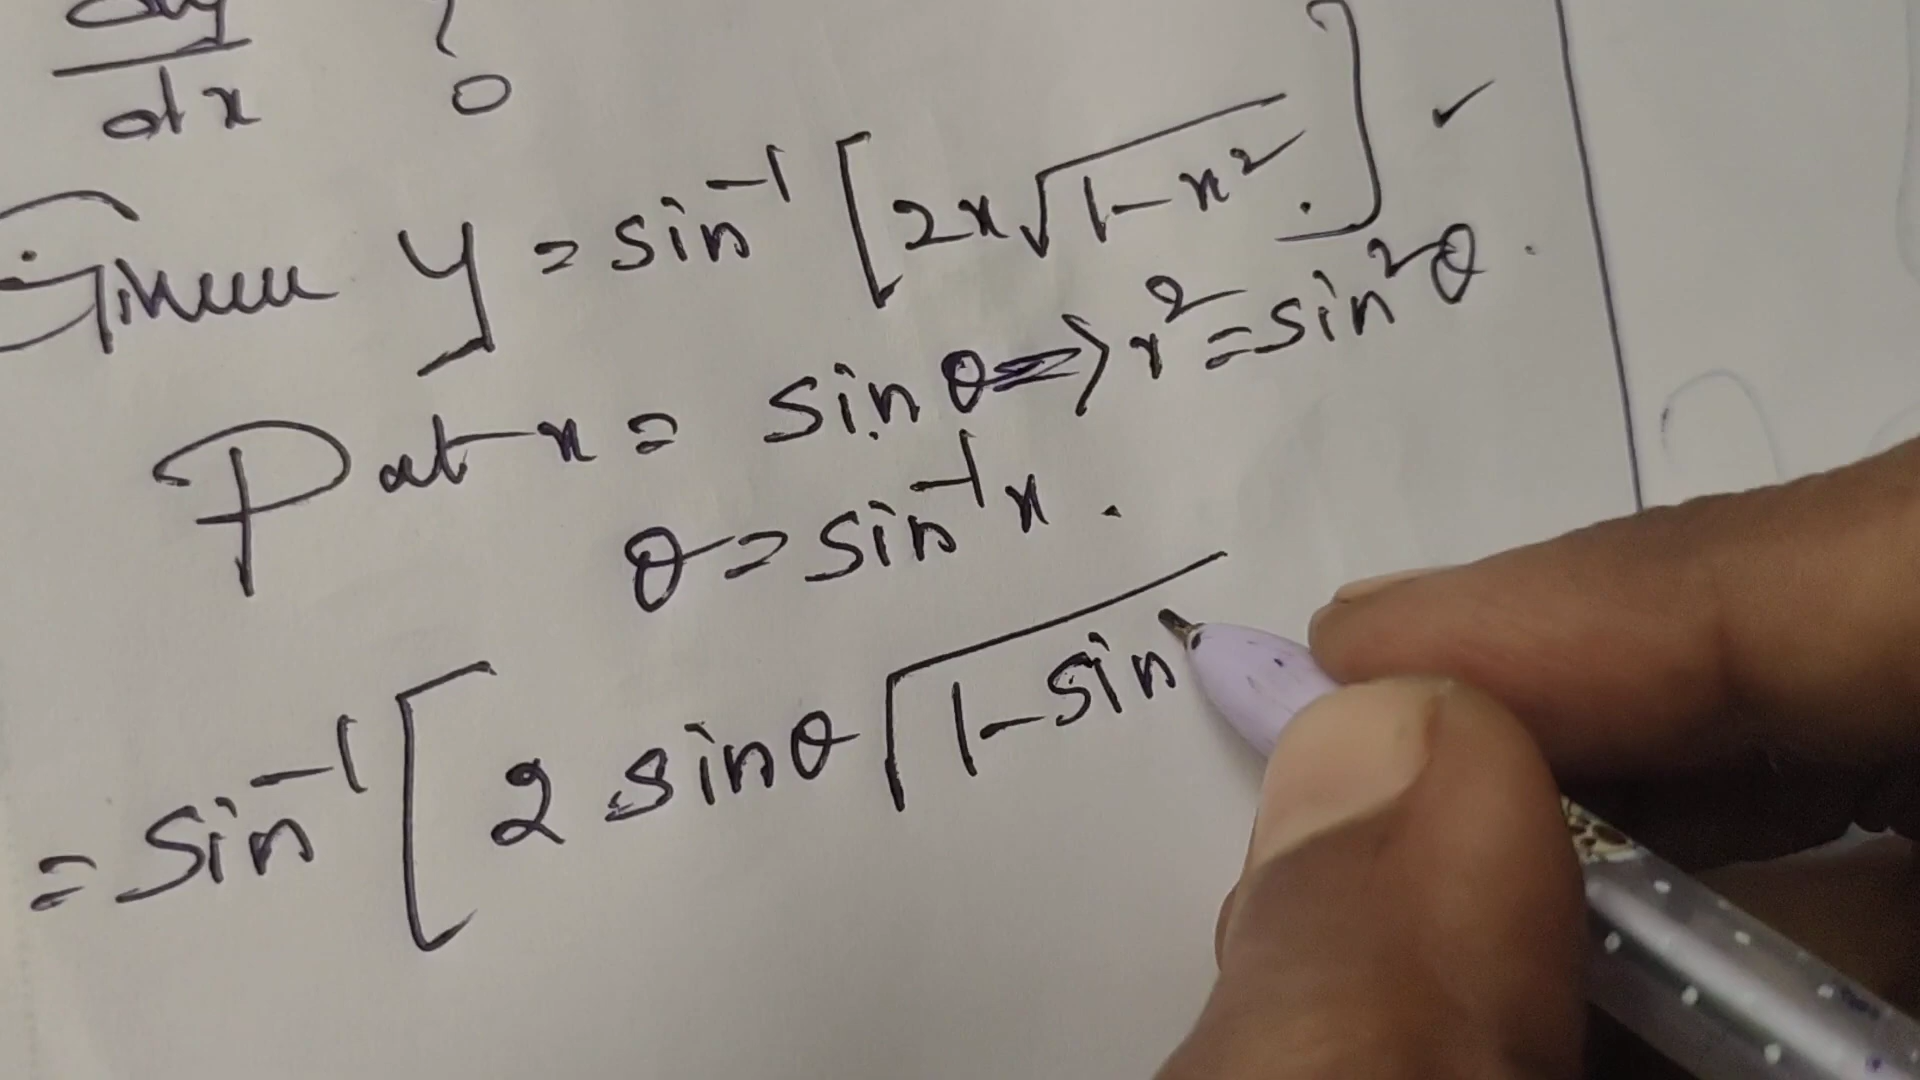 dy/dx ?
Given y = sin⁻¹ [2x√1-x²]
Put x = sin θ => x² = sin²θ.
θ = sin⁻¹x.
= sin⁻¹ [2 sinθ √1-sin